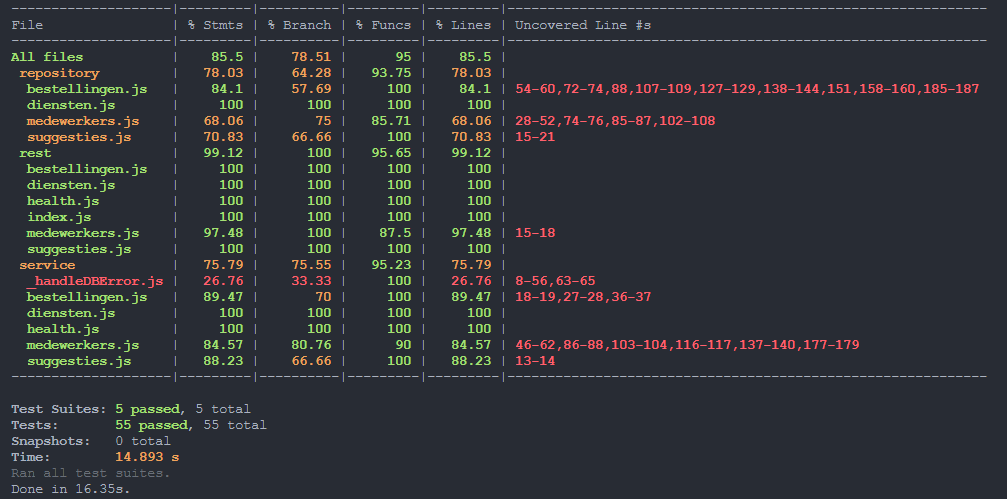 -------------------|---------|----------|---------|---------|---------------------------------------------------------
File               | % Stmts | % Branch | % Funcs | % Lines | Uncovered Line #s
-------------------|---------|----------|---------|---------|---------------------------------------------------------
All files          |    85.5 |    78.51 |      95 |    85.5 |
 repository        |   78.03 |    64.28 |   93.75 |   78.03 |
  bestellingen.js  |    84.1 |    57.69 |     100 |    84.1 | 54-60,72-74,88,107-109,127-129,138-144,151,158-160,185-187
  diensten.js      |     100 |      100 |     100 |     100 |
  medewerkers.js   |   68.06 |       75 |   85.71 |   68.06 | 28-52,74-76,85-87,102-108
  suggesties.js    |   70.83 |    66.66 |     100 |   70.83 | 15-21
 rest              |   99.12 |      100 |   95.65 |   99.12 |
  bestellingen.js  |     100 |      100 |     100 |     100 |
  diensten.js      |     100 |      100 |     100 |     100 |
  health.js        |     100 |      100 |     100 |     100 |
  index.js         |     100 |      100 |     100 |     100 |
  medewerkers.js   |   97.48 |      100 |    87.5 |   97.48 | 15-18
  suggesties.js    |     100 |      100 |     100 |     100 |
 service           |   75.79 |    75.55 |   95.23 |   75.79 |
  _handleDBError.js |   26.76 |    33.33 |     100 |   26.76 | 8-56,63-65
  bestellingen.js  |   89.47 |       70 |     100 |   89.47 | 18-19,27-28,36-37
  diensten.js      |     100 |      100 |     100 |     100 |
  health.js        |     100 |      100 |     100 |     100 |
  medewerkers.js   |   84.57 |    80.76 |      90 |   84.57 | 46-62,86-88,103-104,116-117,137-140,177-179
  suggesties.js    |   88.23 |    66.66 |     100 |   88.23 | 13-14
-------------------|---------|----------|---------|---------|---------------------------------------------------------
Test Suites: 5 passed, 5 total
Tests:       55 passed, 55 total
Snapshots:   0 total
Time:        14.893 s
Ran all test suites.
Done in 16.35s.